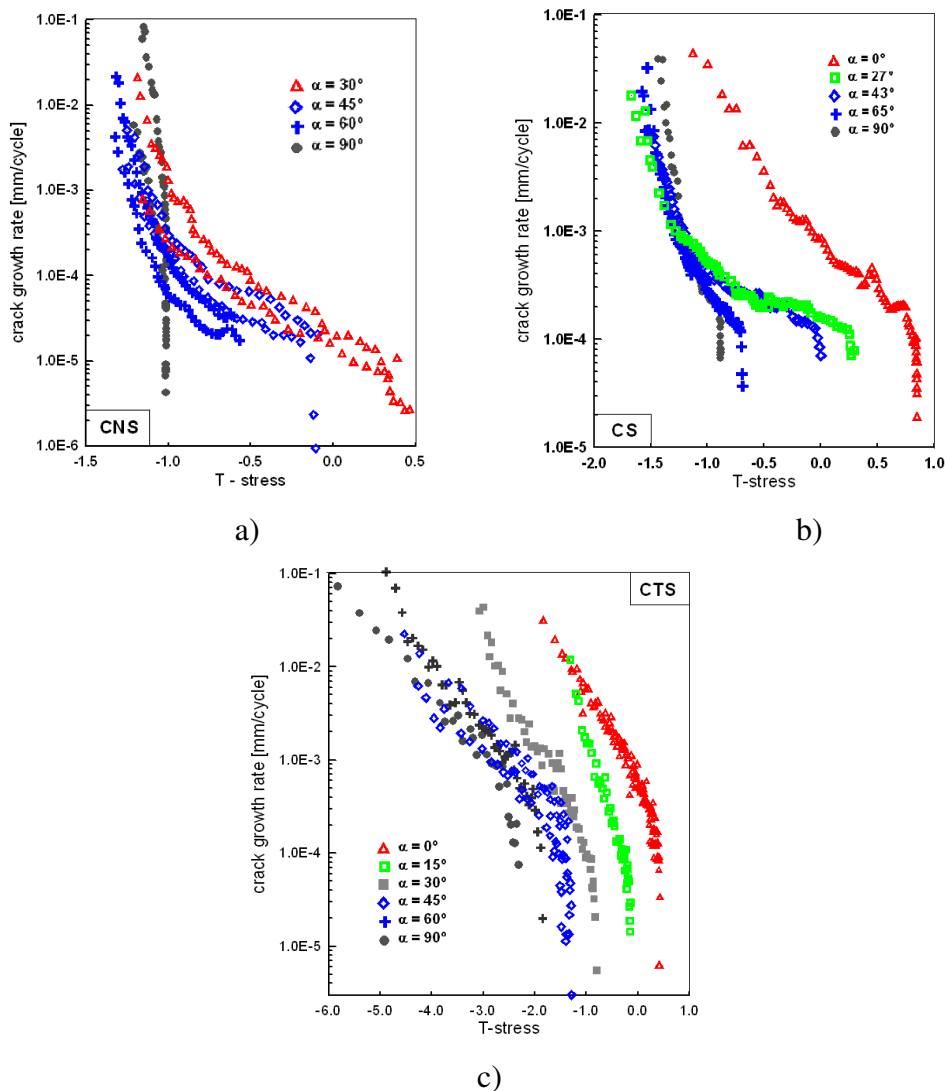 1.0E-1
1.0E-2
1.0E-3
1.0E-4
1.0E-5
1.0E-6
crack growth rate [mm/cycle]
α = 30°
α = 45°
α = 60°
α = 90°
CNS
-1.5 -1.0 -0.5 0.0 0.5
T - stress
a)
1.0E-1
1.0E-2
1.0E-3
1.0E-4
1.0E-5
crack growth rate [mm/cycle]
α = 0°
α = 27°
α = 43°
α = 65°
α = 90°
CS
-2.0 -1.5 -1.0 -0.5 0.0 0.5 1.0
T-stress
b)
1.0E-1
1.0E-2
1.0E-3
1.0E-4
1.0E-5
crack growth rate [mm/cycle]
CTS
α = 0°
α = 15°
α = 30°
α = 45°
α = 60°
α = 90°
-6.0 -5.0 -4.0 -3.0 -2.0 -1.0 0.0 1.0
T-stress
c)